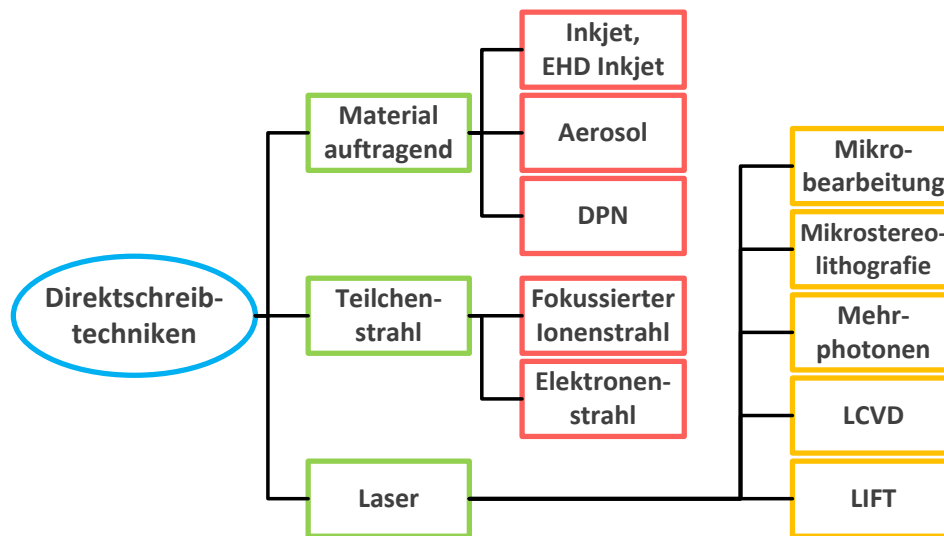 Direktschreib-
techniken
Material
auftragend
Inkjet,
EHD Inkjet
Aerosol
DPN
Teilchen-
strahl
Fokussierter
Ionenstrahl
Elektronen-
strahl
Laser
Mikro-
bearbeitung
Mikrostereo-
lithografie
Mehr-
photonen
LCVD
LIFT